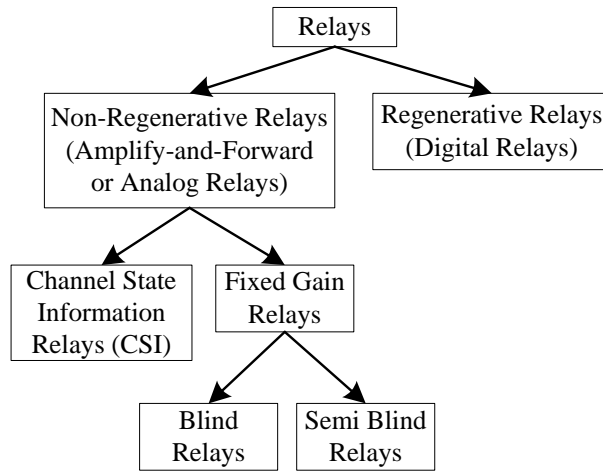 Relays
Non-Regenerative Relays
(Amplify-and-Forward
or Analog Relays)
Regenerative Relays
(Digital Relays)
Channel State
Information
Relays (CSI)
Fixed Gain
Relays
Blind
Relays
Semi Blind
Relays